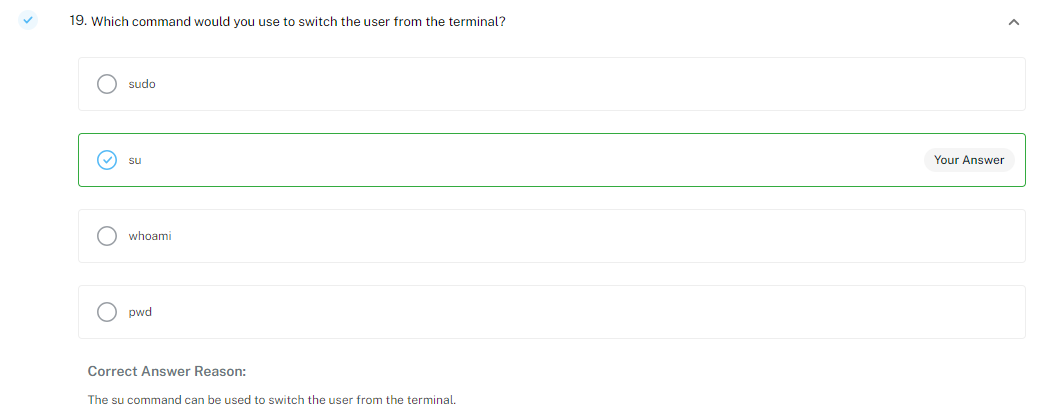 19. Which command would you use to switch the user from the terminal?
sudo
su
Your Answer
whoami
pwd
Correct Answer Reason:
The su command can be used to switch the user from the terminal.